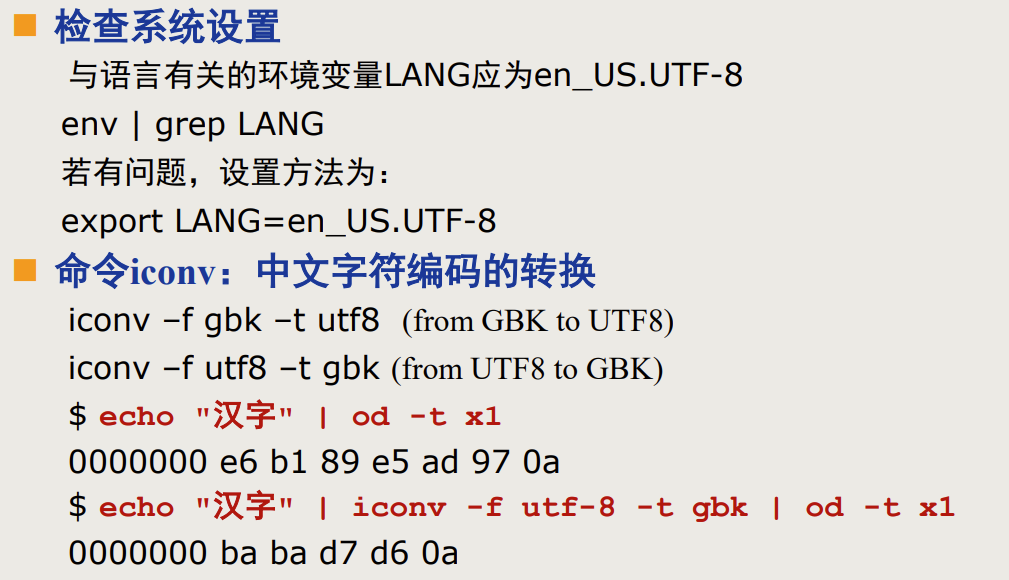 检查系统设置
与语言有关的环境变量LANG应为en_US.UTF-8
env | grep LANG
若有问题，设置方法为：
export LANG=en_US.UTF-8
命令iconv：中文字符编码的转换
iconv –f gbk –t utf8 (from GBK to UTF8)
iconv –f utf8 –t gbk (from UTF8 to GBK)
$ echo "汉字" | od -t x1
0000000 e6 b1 89 e5 ad 97 0a
$ echo "汉字" | iconv -f utf-8 -t gbk | od -t x1
0000000 ba ba d7 d6 0a